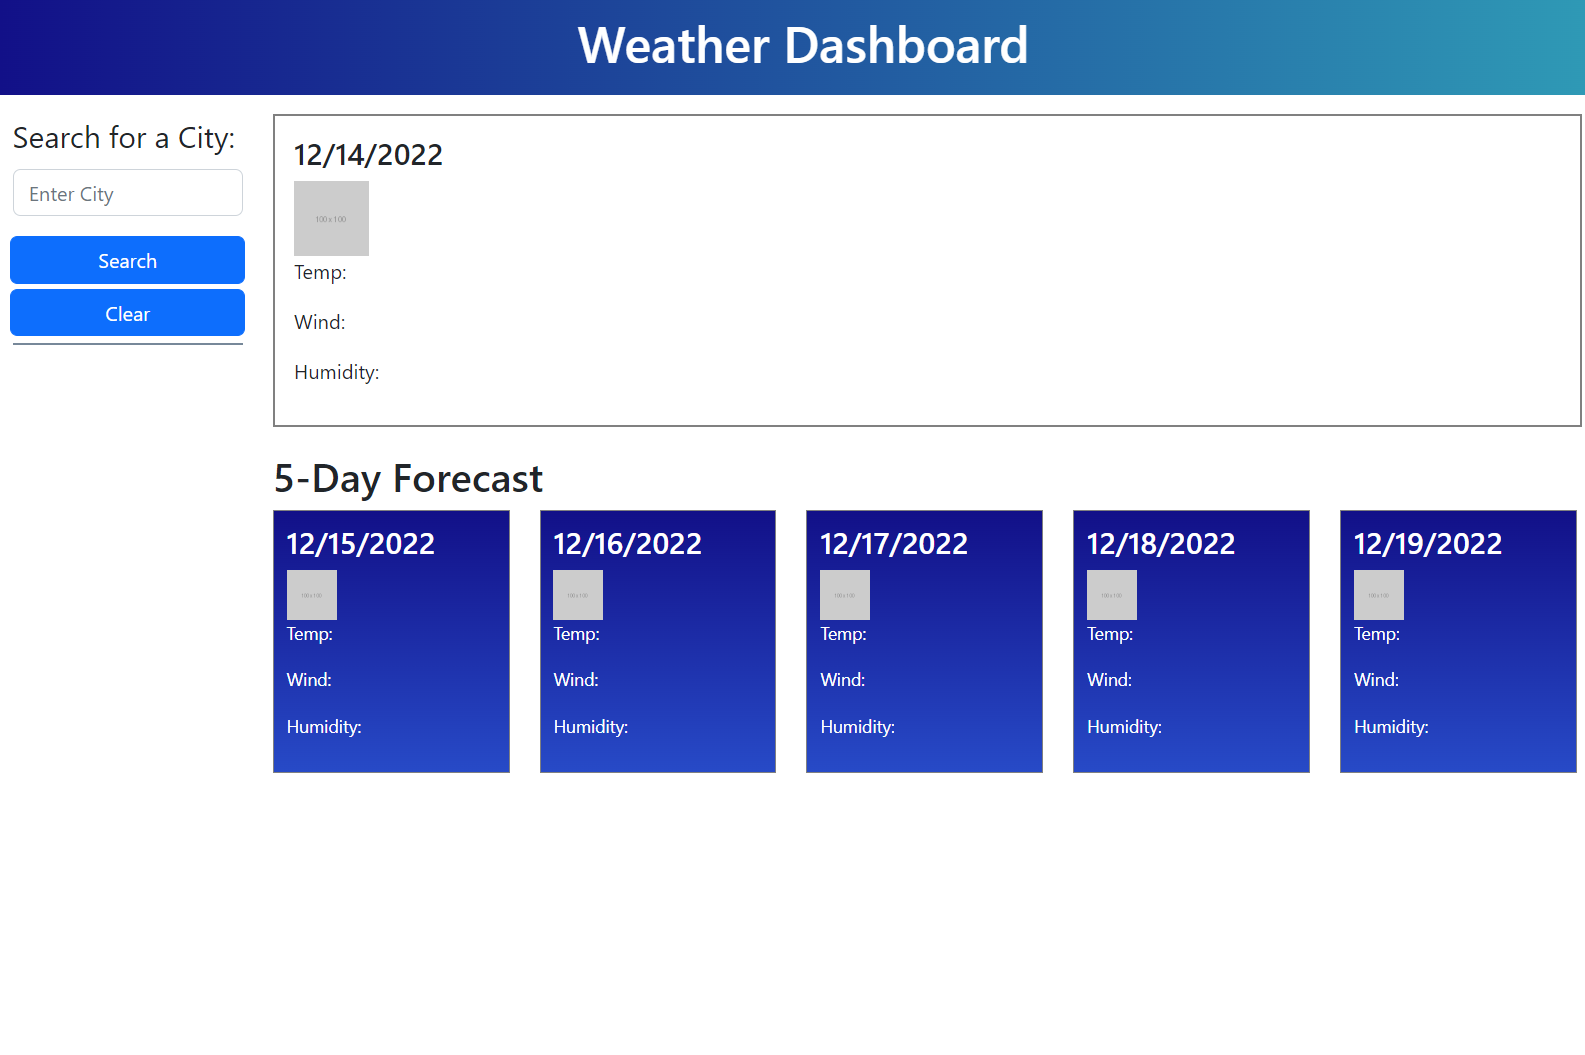 Weather Dashboard
Search for a City:
Enter City
Search
Clear
12/14/2022
100 x 100
Temp:
Wind:
Humidity:
5-Day Forecast
12/15/2022
100 x 100
Temp:
Wind:
Humidity:
12/16/2022
100 x 100
Temp:
Wind:
Humidity:
12/17/2022
100 x 100
Temp:
Wind:
Humidity:
12/18/2022
100 x 100
Temp:
Wind:
Humidity:
12/19/2022
100 x 100
Temp:
Wind:
Humidity: